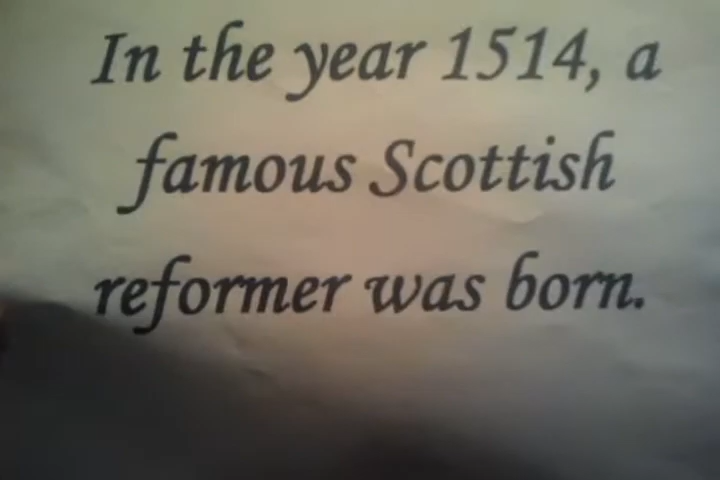 In the year 1514, a
famous Scottish
reformer was born.